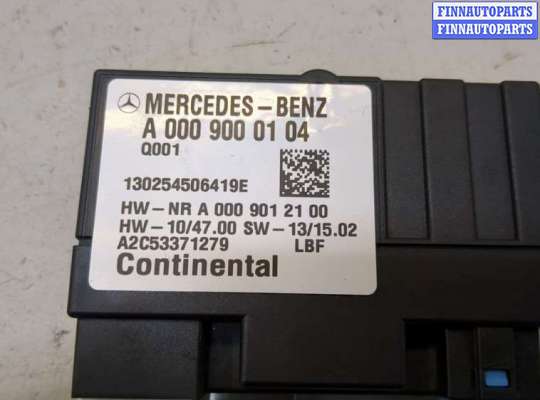 FINNAUTOPARTS
FINNAUTOPARTS
MERCEDES-BENZ
A 000 900 01 04
Q001
130254506419E
HW-NR A 000 901 21 00
HW-10/47.00 SW-13/15.02
A2C53371279 LBF
Continental